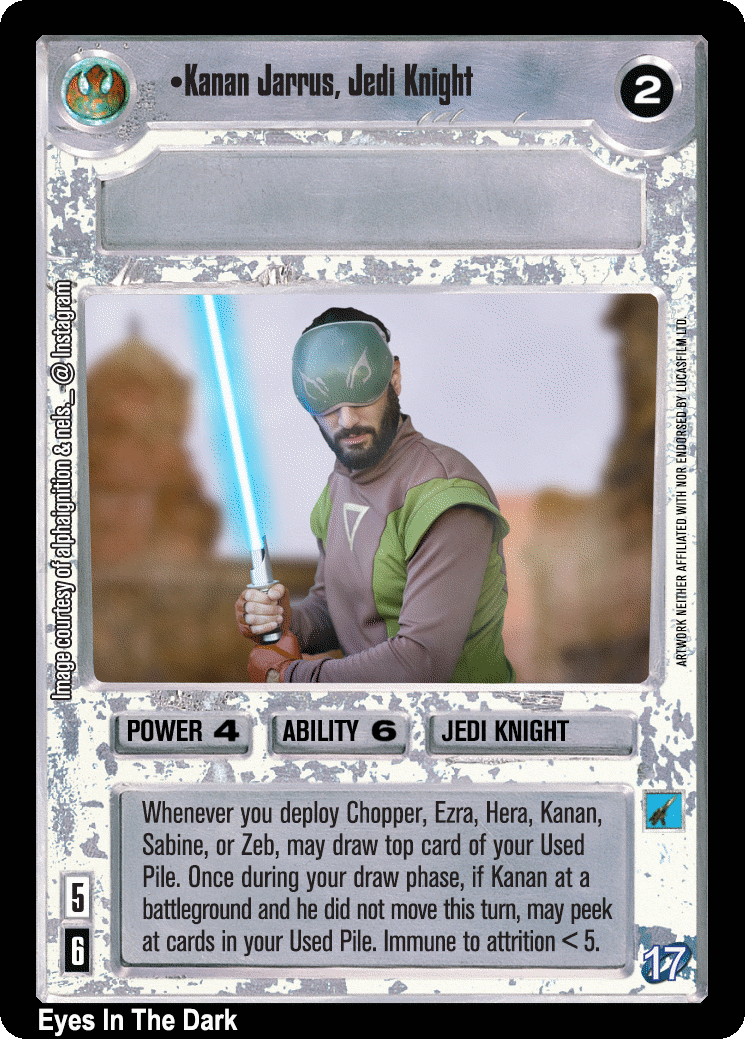 •Kanan Jarrus, Jedi Knight
2
Image courtesy of alphaignition & nels._ @ Instagram
ARTWORK NEITHER AFFILIATED WITH NOR ENDORSED BY LUCASFILM LTD.
POWER 4
ABILITY 6
JEDI KNIGHT
Whenever you deploy Chopper, Ezra, Hera, Kanan,
Sabine, or Zeb, may draw top card of your Used
Pile. Once during your draw phase, if Kanan at a
battleground and he did not move this turn, may peek
at cards in your Used Pile. Immune to attrition < 5.
5
6
17
Eyes In The Dark